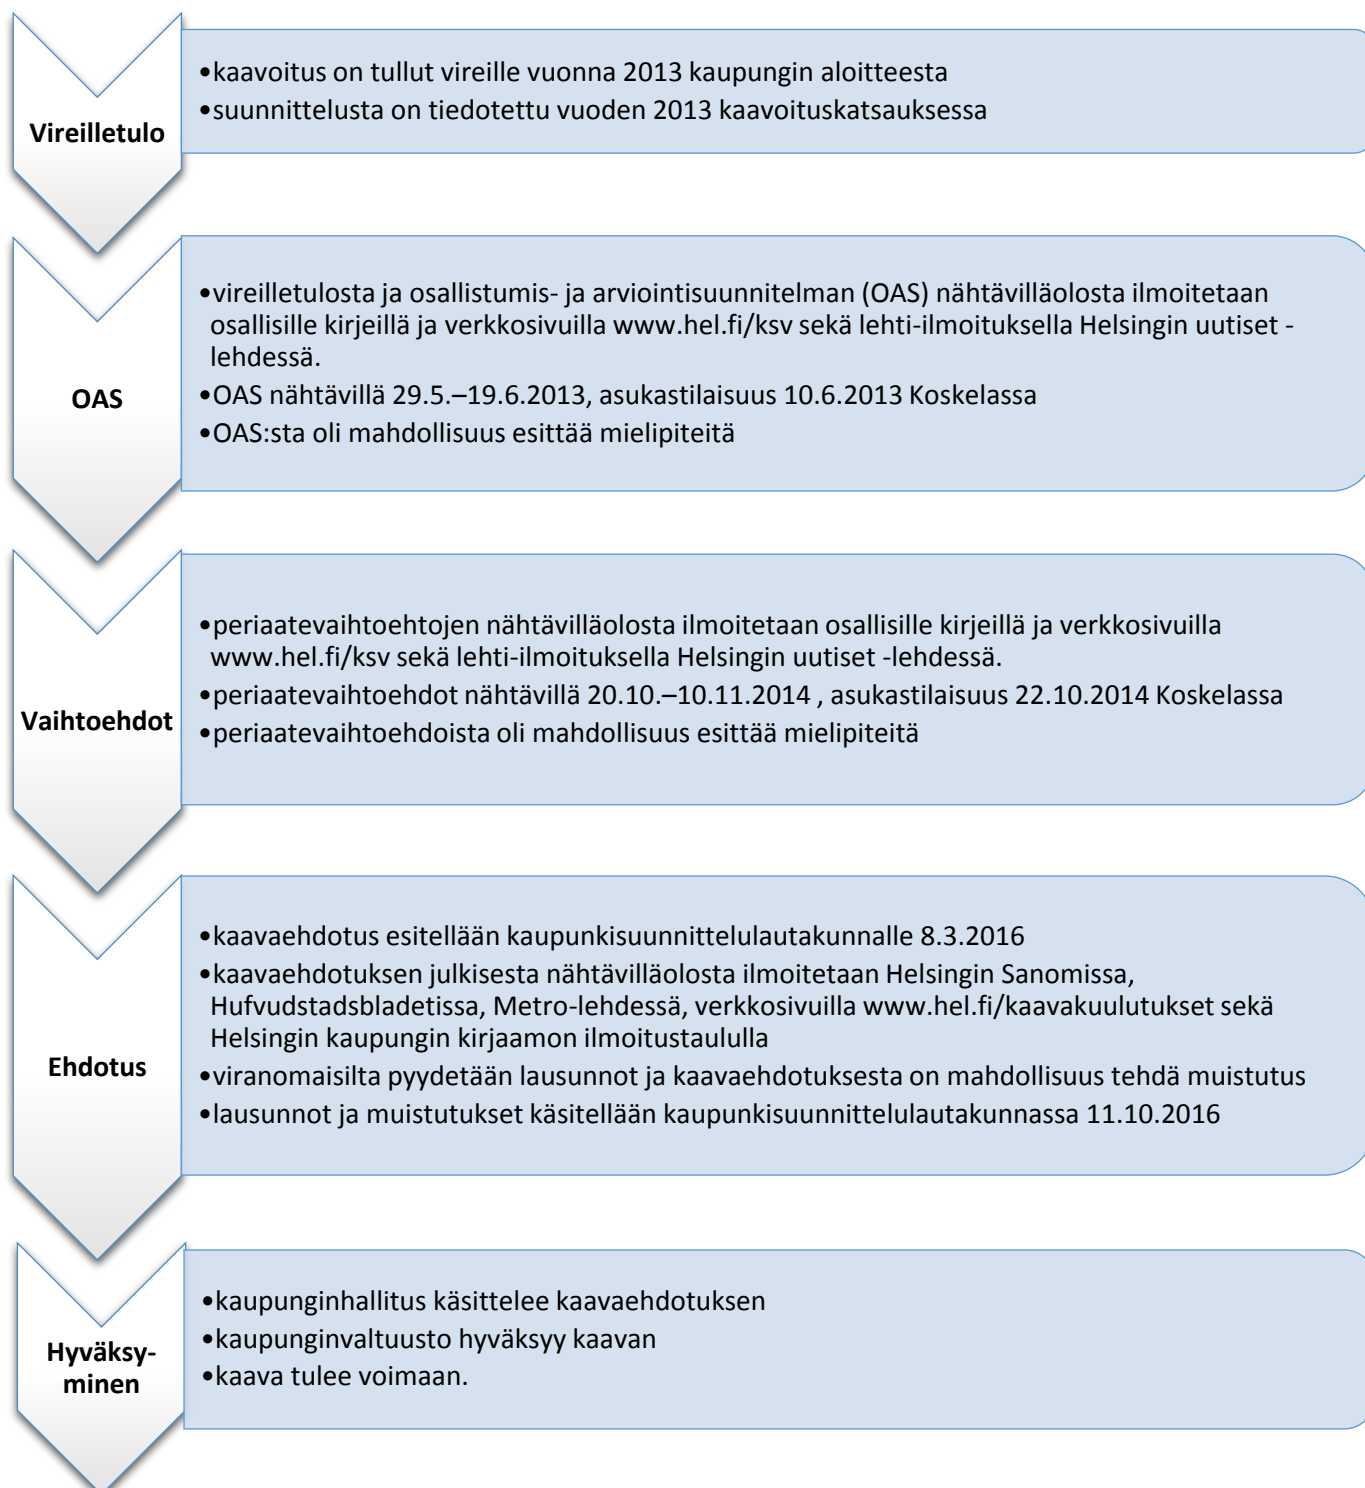 Vireilletulo
•kaavoitus on tullut vireille vuonna 2013 kaupungin aloitteesta
•suunnittelusta on tiedotettu vuoden 2013 kaavoituskatsauksessa
OAS
•vireilletulosta ja osallistumis- ja arviointisuunnitelman (OAS) nähtävilläolosta ilmoitetaan
osallisille kirjeillä ja verkkosivuilla www.hel.fi/ksv sekä lehti-ilmoituksella Helsingin uutiset -
lehdessä.
•OAS nähtävillä 29.5.–19.6.2013, asukastilaisuus 10.6.2013 Koskelassa
•OAS:sta oli mahdollisuus esittää mielipiteitä
Vaihtoehdot
•periaatevaihtoehtojen nähtävilläolosta ilmoitetaan osallisille kirjeillä ja verkkosivuilla
www.hel.fi/ksv sekä lehti-ilmoituksella Helsingin uutiset -lehdessä.
•periaatevaihtoehdot nähtävillä 20.10.–10.11.2014 , asukastilaisuus 22.10.2014 Koskelassa
•periaatevaihtoehdoista oli mahdollisuus esittää mielipiteitä
Ehdotus
•kaavaehdotus esitellään kaupunkisuunnittelulautakunnalle 8.3.2016
•kaavaehdotuksen julkisesta nähtävilläolosta ilmoitetaan Helsingin Sanomissa,
Hufvudstadsbladetissa, Metro-lehdessä, verkkosivuilla www.hel.fi/kaavakuulutukset sekä
Helsingin kaupungin kirjaamon ilmoitustaululla
•viranomaisilta pyydetään lausunnot ja kaavaehdotuksesta on mahdollisuus tehdä muistutus
•lausunnot ja muistutukset käsitellään kaupunkisuunnittelulautakunnassa 11.10.2016
Hyväksy-
minen
•kaupunginhallitus käsittelee kaavaehdotuksen
•kaupunginvaltuusto hyväksyy kaavan
•kaava tulee voimaan.